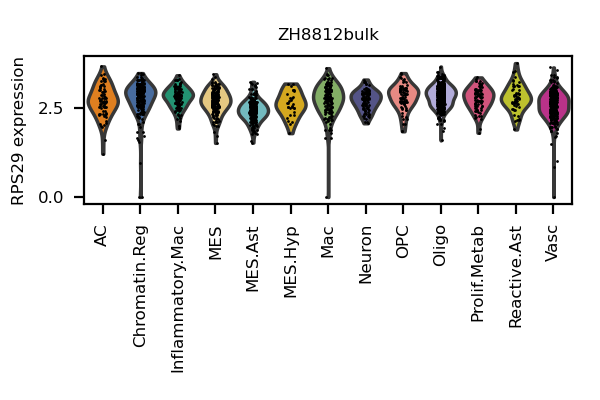 ZH8812bulk
RPS29 expression
2.5
0.0
AC
Chromatin.Reg
Inflammatory.Mac
MES
MES.Ast
MES.Hyp
Mac
Neuron
OPC
Oligo
Prolif.Metab
Reactive.Ast
Vasc